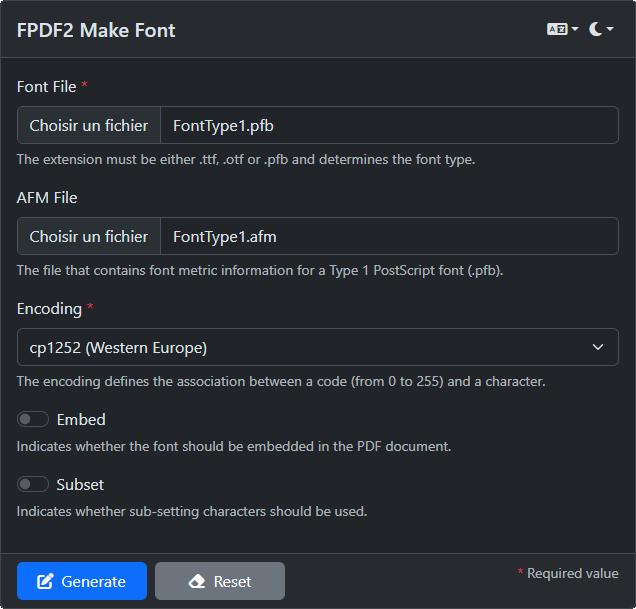 FPDF2 Make Font
Font File *
Choisir un fichier FontType1.pfb
The extension must be either .ttf, .otf or .pfb and determines the font type.
AFM File
Choisir un fichier FontType1.afm
The file that contains font metric information for a Type 1 PostScript font (.pfb).
Encoding *
cp1252 (Western Europe)
The encoding defines the association between a code (from 0 to 255) and a character.
Embed
Indicates whether the font should be embedded in the PDF document.
Subset
Indicates whether sub-setting characters should be used.
Generate Reset * Required value